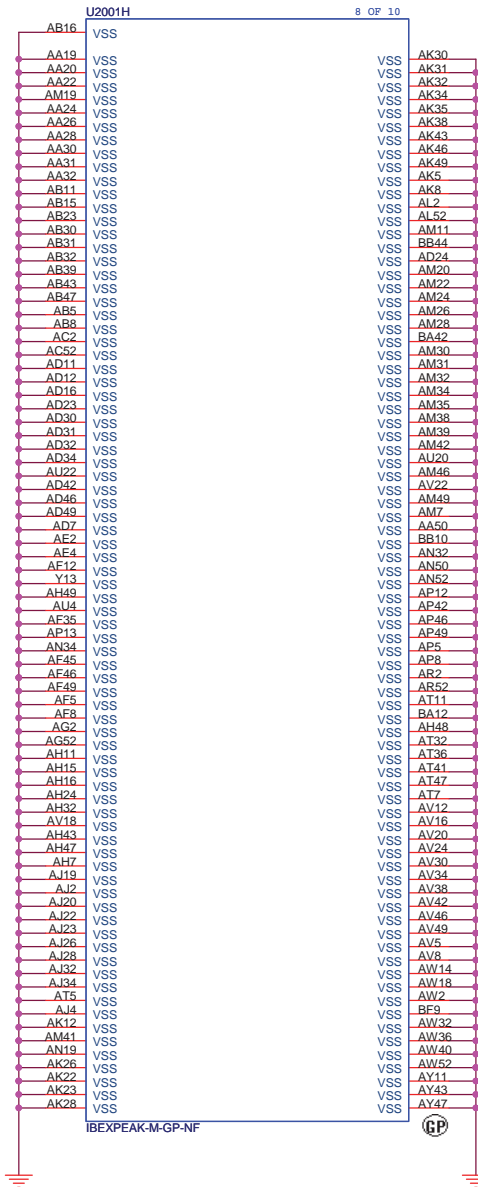 U2001H 8 OF 10
AB16 VSS
AA19 VSS VSS AK30
AA20 VSS VSS AK31
AA22 VSS VSS AK32
AM19 VSS VSS AK34
AA24 VSS VSS AK35
AA26 VSS VSS AK38
AA28 VSS VSS AK43
AA30 VSS VSS AK46
AA31 VSS VSS AK49
AA32 VSS VSS AK5
AB11 VSS VSS AK8
AB15 VSS VSS AL2
AB23 VSS VSS AL52
AB30 VSS VSS AM11
AB31 VSS VSS BB44
AB32 VSS VSS AD24
AB39 VSS VSS AM20
AB43 VSS VSS AM22
AB47 VSS VSS AM24
AB5 VSS VSS AM26
AB8 VSS VSS AM28
AC2 VSS VSS BA42
AC52 VSS VSS AM30
AD11 VSS VSS AM31
AD12 VSS VSS AM32
AD16 VSS VSS AM34
AD23 VSS VSS AM35
AD30 VSS VSS AM38
AD31 VSS VSS AM39
AD32 VSS VSS AM42
AD34 VSS VSS AU20
AU22 VSS VSS AM46
AD42 VSS VSS AV22
AD46 VSS VSS AM49
AD49 VSS VSS AM7
AD7 VSS VSS AA50
AE2 VSS VSS BB10
AE4 VSS VSS AN32
AF12 VSS VSS AN50
Y13 VSS VSS AN52
AH49 VSS VSS AP12
AU4 VSS VSS AP42
AF35 VSS VSS AP46
AP13 VSS VSS AP49
AN34 VSS VSS AP5
AF45 VSS VSS AP8
AF46 VSS VSS AR2
AF49 VSS VSS AR52
AF5 VSS VSS AT11
AF8 VSS VSS BA12
AG2 VSS VSS AH48
AG52 VSS VSS AT32
AH11 VSS VSS AT36
AH15 VSS VSS AT41
AH16 VSS VSS AT47
AH24 VSS VSS AT7
AH32 VSS VSS AV12
AV18 VSS VSS AV16
AH43 VSS VSS AV20
AH47 VSS VSS AV24
AH7 VSS VSS AV30
AJ19 VSS VSS AV34
AJ2 VSS VSS AV38
AJ20 VSS VSS AV42
AJ22 VSS VSS AV46
AJ23 VSS VSS AV49
AJ26 VSS VSS AV5
AJ28 VSS VSS AV8
AJ32 VSS VSS AW14
AJ34 VSS VSS AW18
AT5 VSS VSS AW2
AJ4 VSS VSS BF9
AK12 VSS VSS AW32
AM41 VSS VSS AW36
AN19 VSS VSS AW40
AK26 VSS VSS AW52
AK22 VSS VSS AY11
AK23 VSS VSS AY43
AK28 VSS VSS AY47
IBEXPEAK-M-GP-NF GP